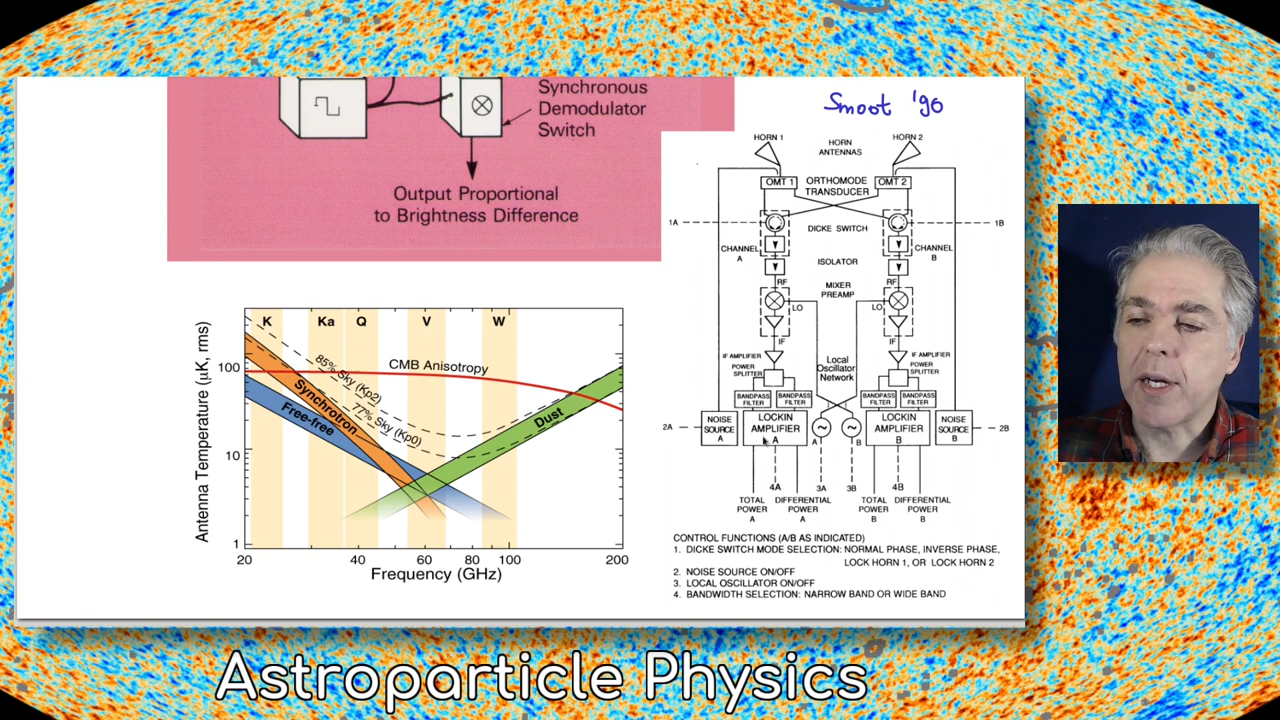 Synchronous
Demodulator
Switch
Output Proportional
to Brightness Difference
Smoot '90
HORN 1
HORN 2
HORN
ANTENNAS
OMT 1
OMT 2
ORTHOMODE
TRANSDUCER
1A
1B
DICKE SWITCH
CHANNEL
A
CHANNEL
B
ISOLATOR
RF
RF
MIXER
PREAMP
LO
LO
IF
IF
IF AMPLIFIER
IF AMPLIFIER
POWER
SPLITTER
POWER
SPLITTER
Local
Oscillator
Network
BANDPASS
FILTER
BANDPASS
FILTER
BANDPASS
FILTER
BANDPASS
FILTER
2A
NOISE
SOURCE
A
LOCKIN
AMPLIFIER
A
A
B
LOCKIN
AMPLIFIER
B
NOISE
SOURCE
B
2B
4A
3A
3B
4B
TOTAL
POWER
A
DIFFERENTIAL
POWER
A
TOTAL
POWER
B
DIFFERENTIAL
POWER
B
CONTROL FUNCTIONS (A/B AS INDICATED)
1. DICKE SWITCH MODE SELECTION: NORMAL PHASE, INVERSE PHASE,
LOCK HORN 1, OR LOCK HORN 2
2. NOISE SOURCE ON/OFF
3. LOCAL OSCILLATOR ON/OFF
4. BANDWIDTH SELECTION: NARROW BAND OR WIDE BAND
K Ka Q V W
CMB Anisotropy
85% Sky (Kp2)
77% Sky (Kp0)
Synchrotron
Free-free
Dust
Antenna Temperature (μK, rms)
100
10
1
20 40 60 80 100 200
Frequency (GHz)
Astroparticle Physics